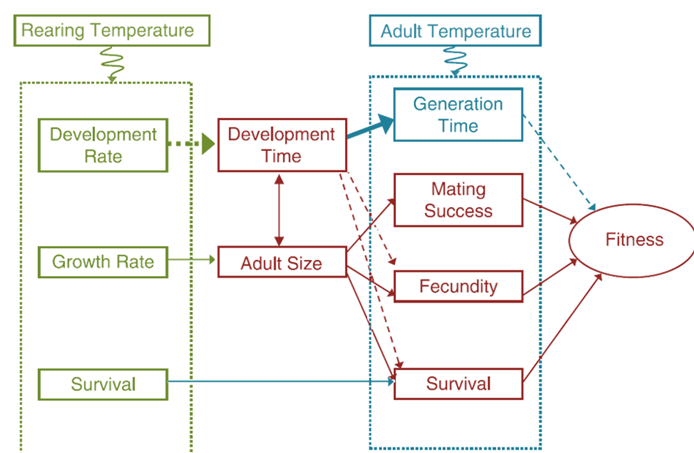 Rearing Temperature
Adult Temperature
Development
Rate
Development
Time
Generation
Time
Mating
Success
Growth Rate
Adult Size
Fecundity
Fitness
Survival
Survival